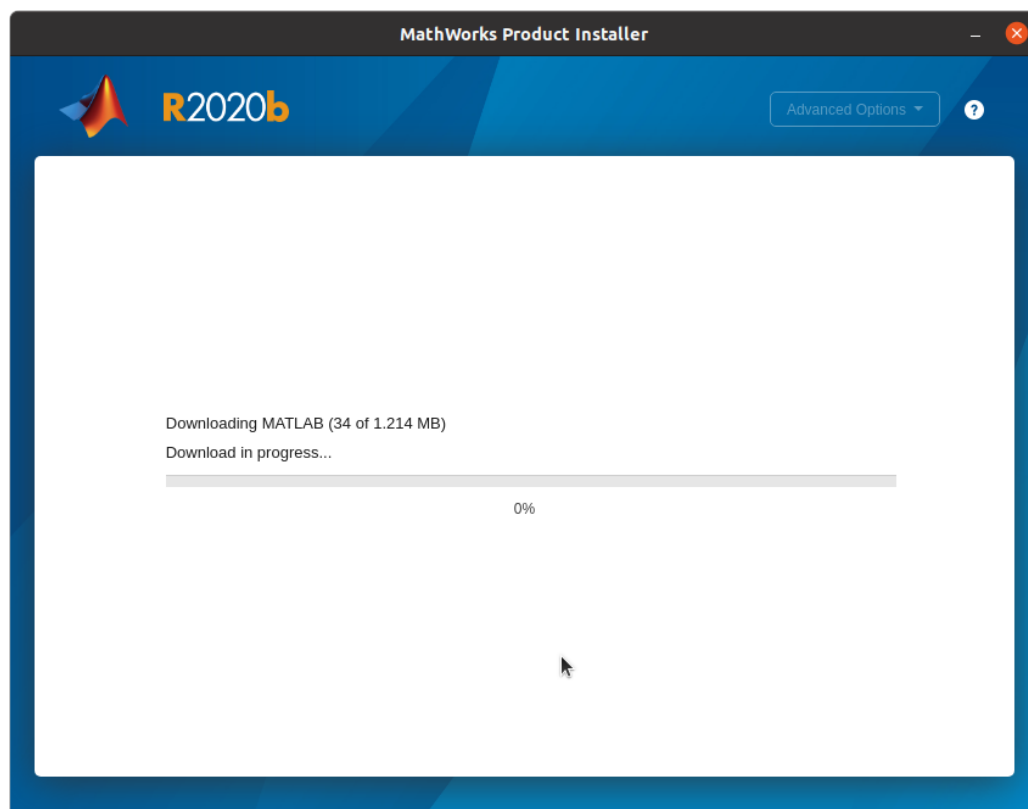 MathWorks Product Installer
R2020b
Advanced Options
?
Downloading MATLAB (34 of 1.214 MB)
Download in progress...
0%